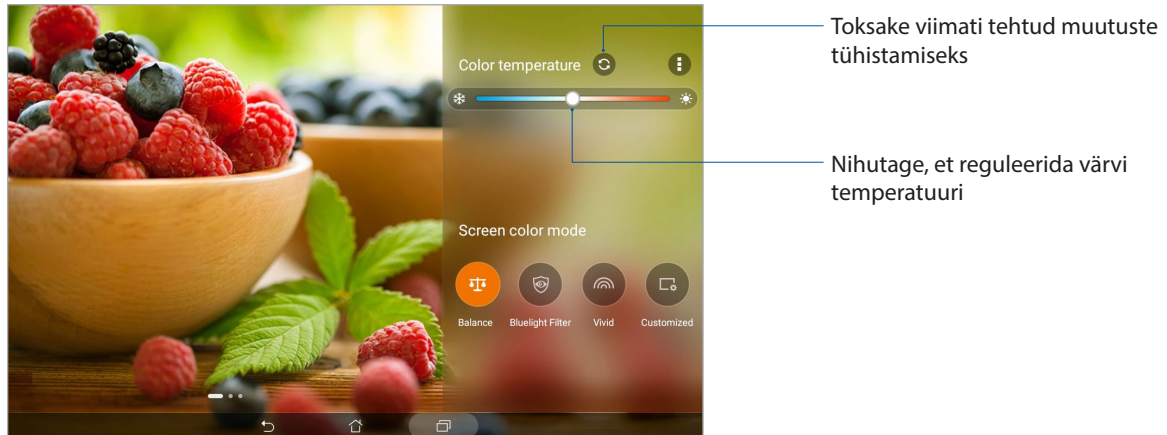 Color temperature
Screen color mode
Balance Bluelight Filter Vivid Customized
Toksake viimati tehtud muutuste
tühistamiseks
Nihutage, et reguleerida värvi
temperatuuri